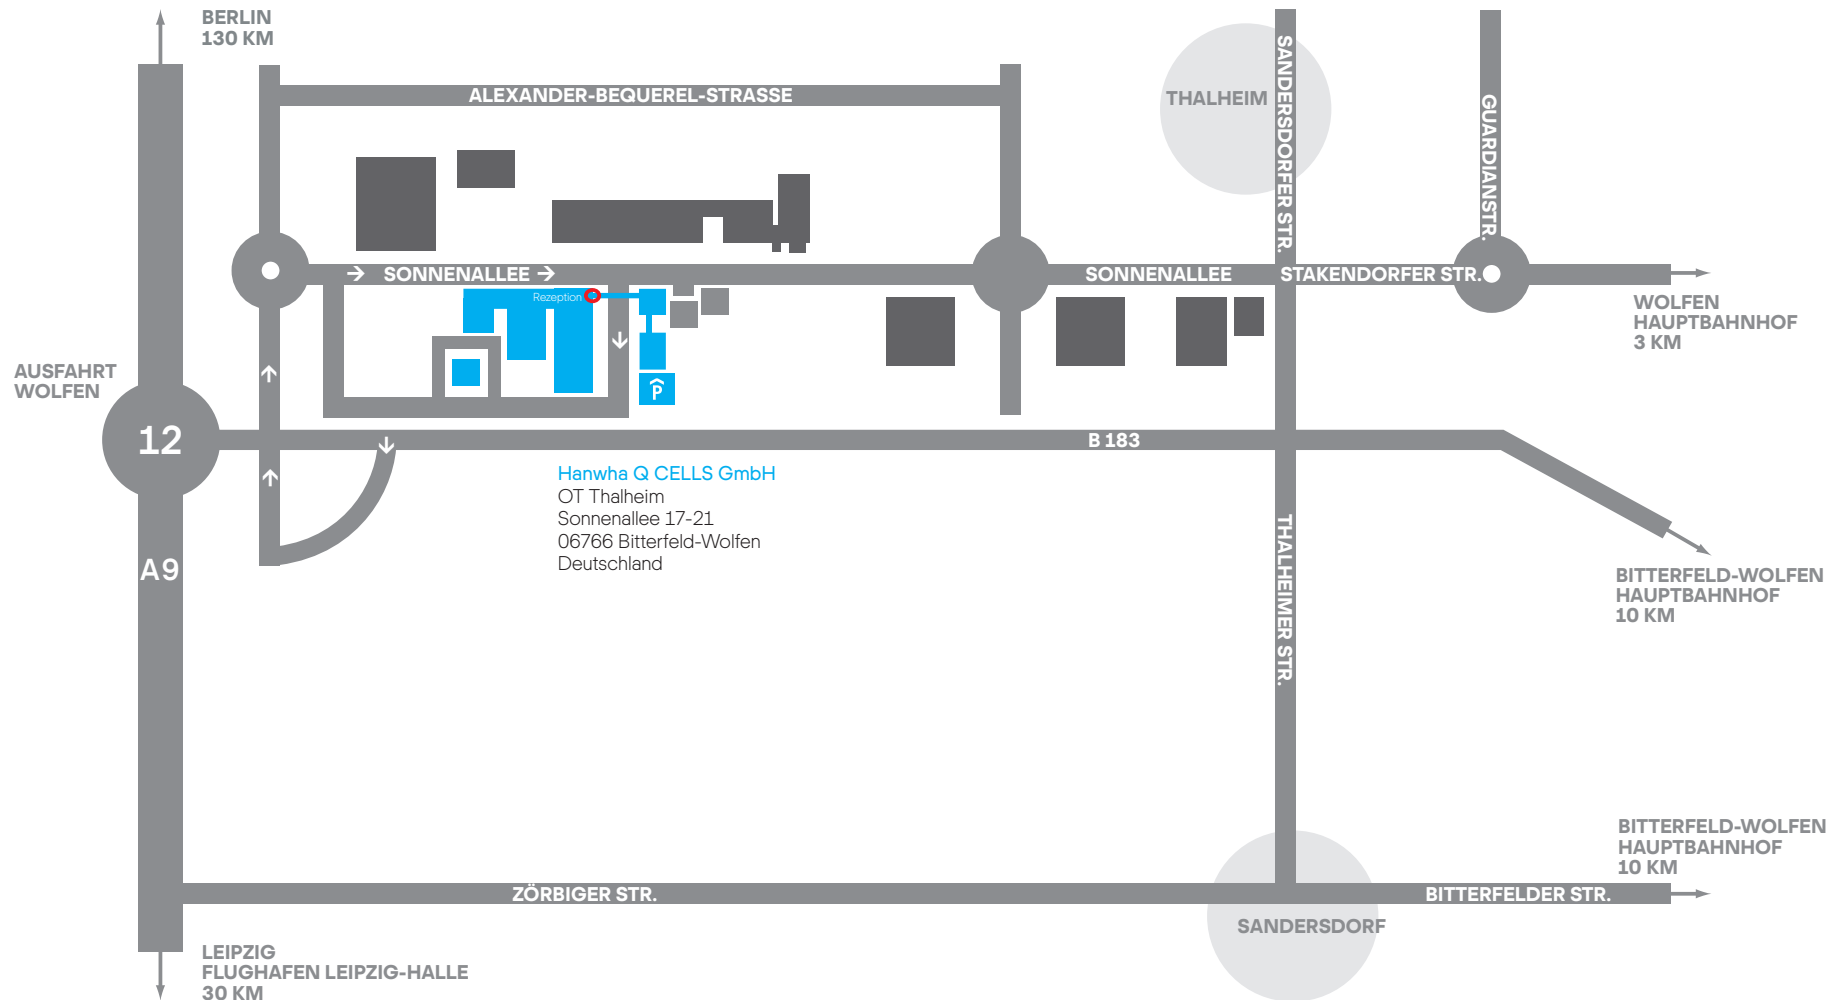 BERLIN
130 KM
ALEXANDER-BEQUEREL-STRASSE
THALHEIM
SANDERSDORFER STR.
GUARDIANSTR.
SONNENALLEE
SONNENALLEE
STAKENDORFER STR.
Rezeption
WOLFEN
HAUPTBAHNHOF
3 KM
AUSFAHRT
WOLFEN
P
12
B 183
Hanwha Q CELLS GmbH
OT Thalheim
Sonnenallee 17-21
06766 Bitterfeld-Wolfen
Deutschland
A9
THALHEIMER STR.
BITTERFELD-WOLFEN
HAUPTBAHNHOF
10 KM
BITTERFELD-WOLFEN
HAUPTBAHNHOF
10 KM
ZÖRBIGER STR.
BITTERFELDER STR.
SANDERSDORF
LEIPZIG
FLUGHAFEN LEIPZIG-HALLE
30 KM